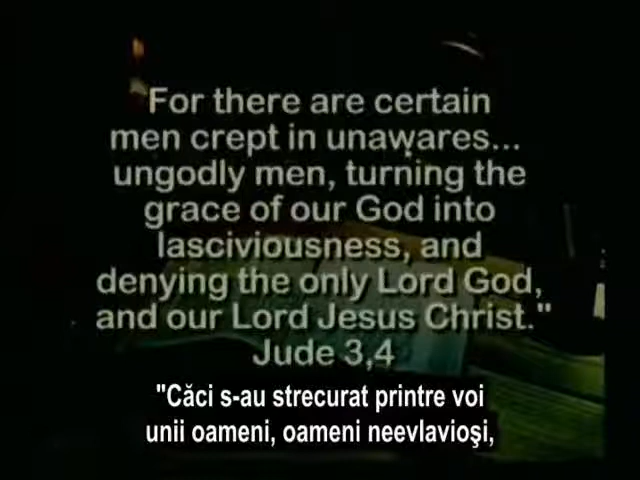 For there are certain
men crept in unawares...
ungodly men, turning the
grace of our God into
lasciviousness, and
denying the only Lord God,
and our Lord Jesus Christ."
Jude 3,4
"Căci s-au strecurat printre voi
unii oameni, oameni neevlavioşi,